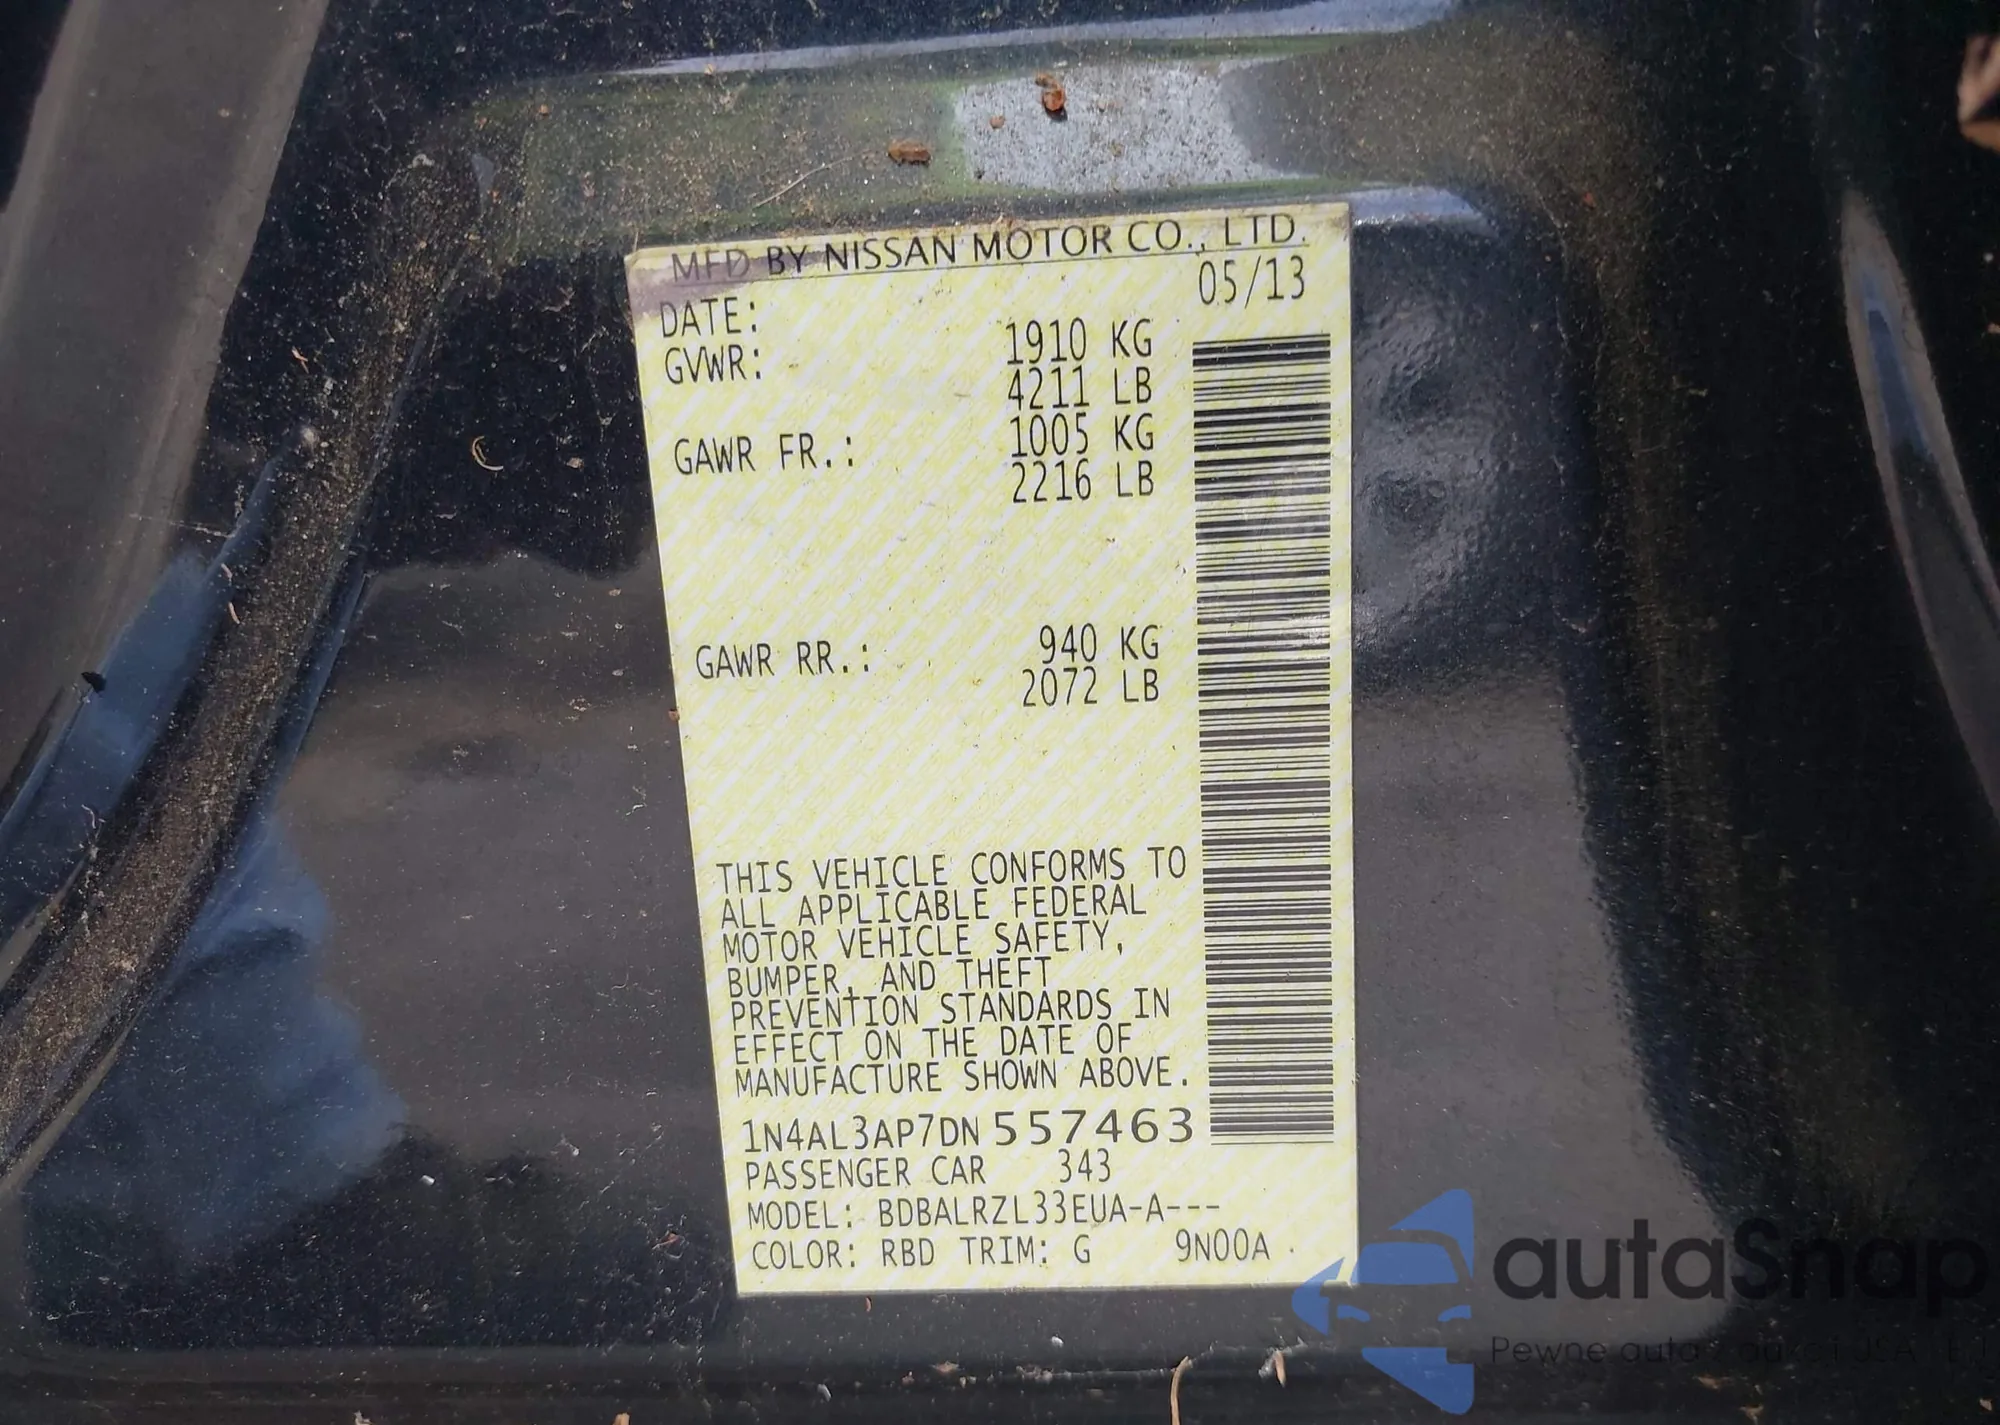 MFD BY NISSAN MOTOR CO., LTD.
DATE: 05/13
GVWR: 1910 KG
4211 LB
GAWR FR.: 1005 KG
2216 LB
GAWR RR.: 940 KG
2072 LB
THIS VEHICLE CONFORMS TO
ALL APPLICABLE FEDERAL
MOTOR VEHICLE SAFETY,
BUMPER, AND THEFT
PREVENTION STANDARDS IN
EFFECT ON THE DATE OF
MANUFACTURE SHOWN ABOVE.
1N4AL3AP7DN557463
PASSENGER CAR 343
MODEL: BDBALRZL33EUA-A---
COLOR: RBD TRIM: G 9N00A
autaSnap
Pewne auta USA